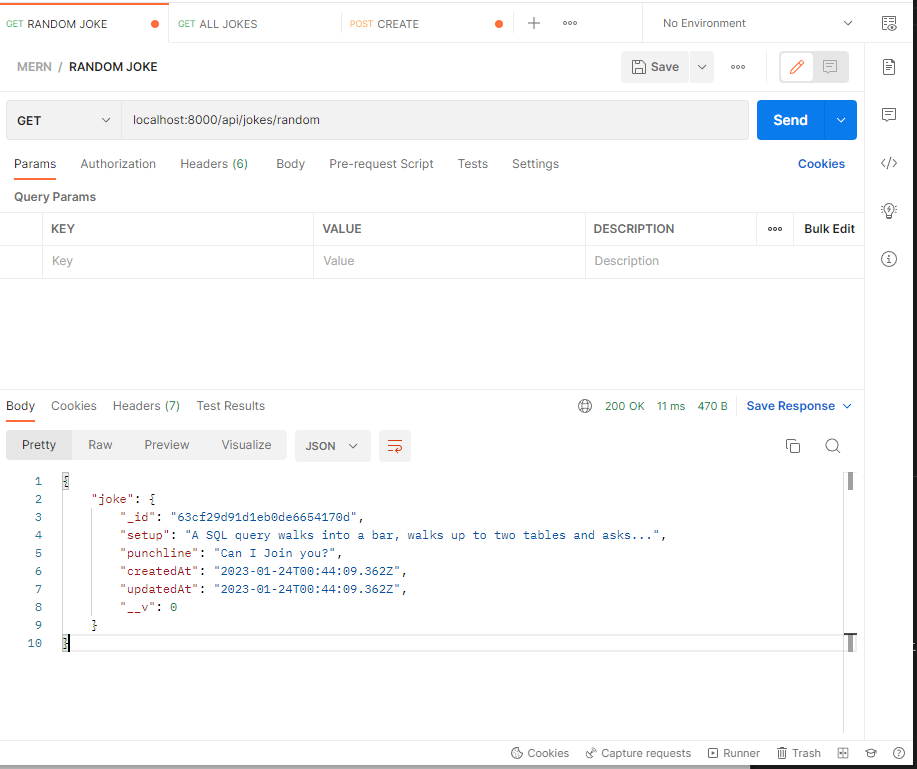 GET RANDOM JOKE GET ALL JOKES POST CREATE No Environment
MERN / RANDOM JOKE Save
GET localhost:8000/api/jokes/random Send
Params Authorization Headers (6) Body Pre-request Script Tests Settings Cookies
Query Params
KEY VALUE DESCRIPTION Bulk Edit
Key Value Description
Body Cookies Headers (7) Test Results 200 OK 11 ms 470 B Save Response
Pretty Raw Preview Visualize JSON
1 {
2 "joke": {
3 "_id": "63cf29d91d1eb0de6654170d",
4 "setup": "A SQL query walks into a bar, walks up to two tables and asks...",
5 "punchline": "Can I Join you?",
6 "createdAt": "2023-01-24T00:44:09.362Z",
7 "updatedAt": "2023-01-24T00:44:09.362Z",
8 "__v": 0
9 }
10 }
Cookies Capture requests Runner Trash